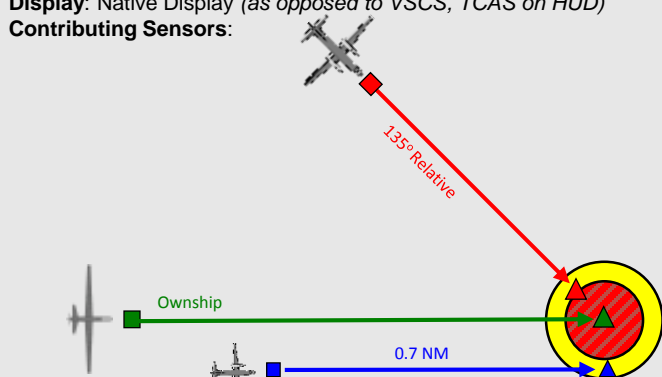 Display: Native Display (as opposed to VSCS, TCAS on HUD)
Contributing Sensors:
135° Relative
Ownship
0.7 NM